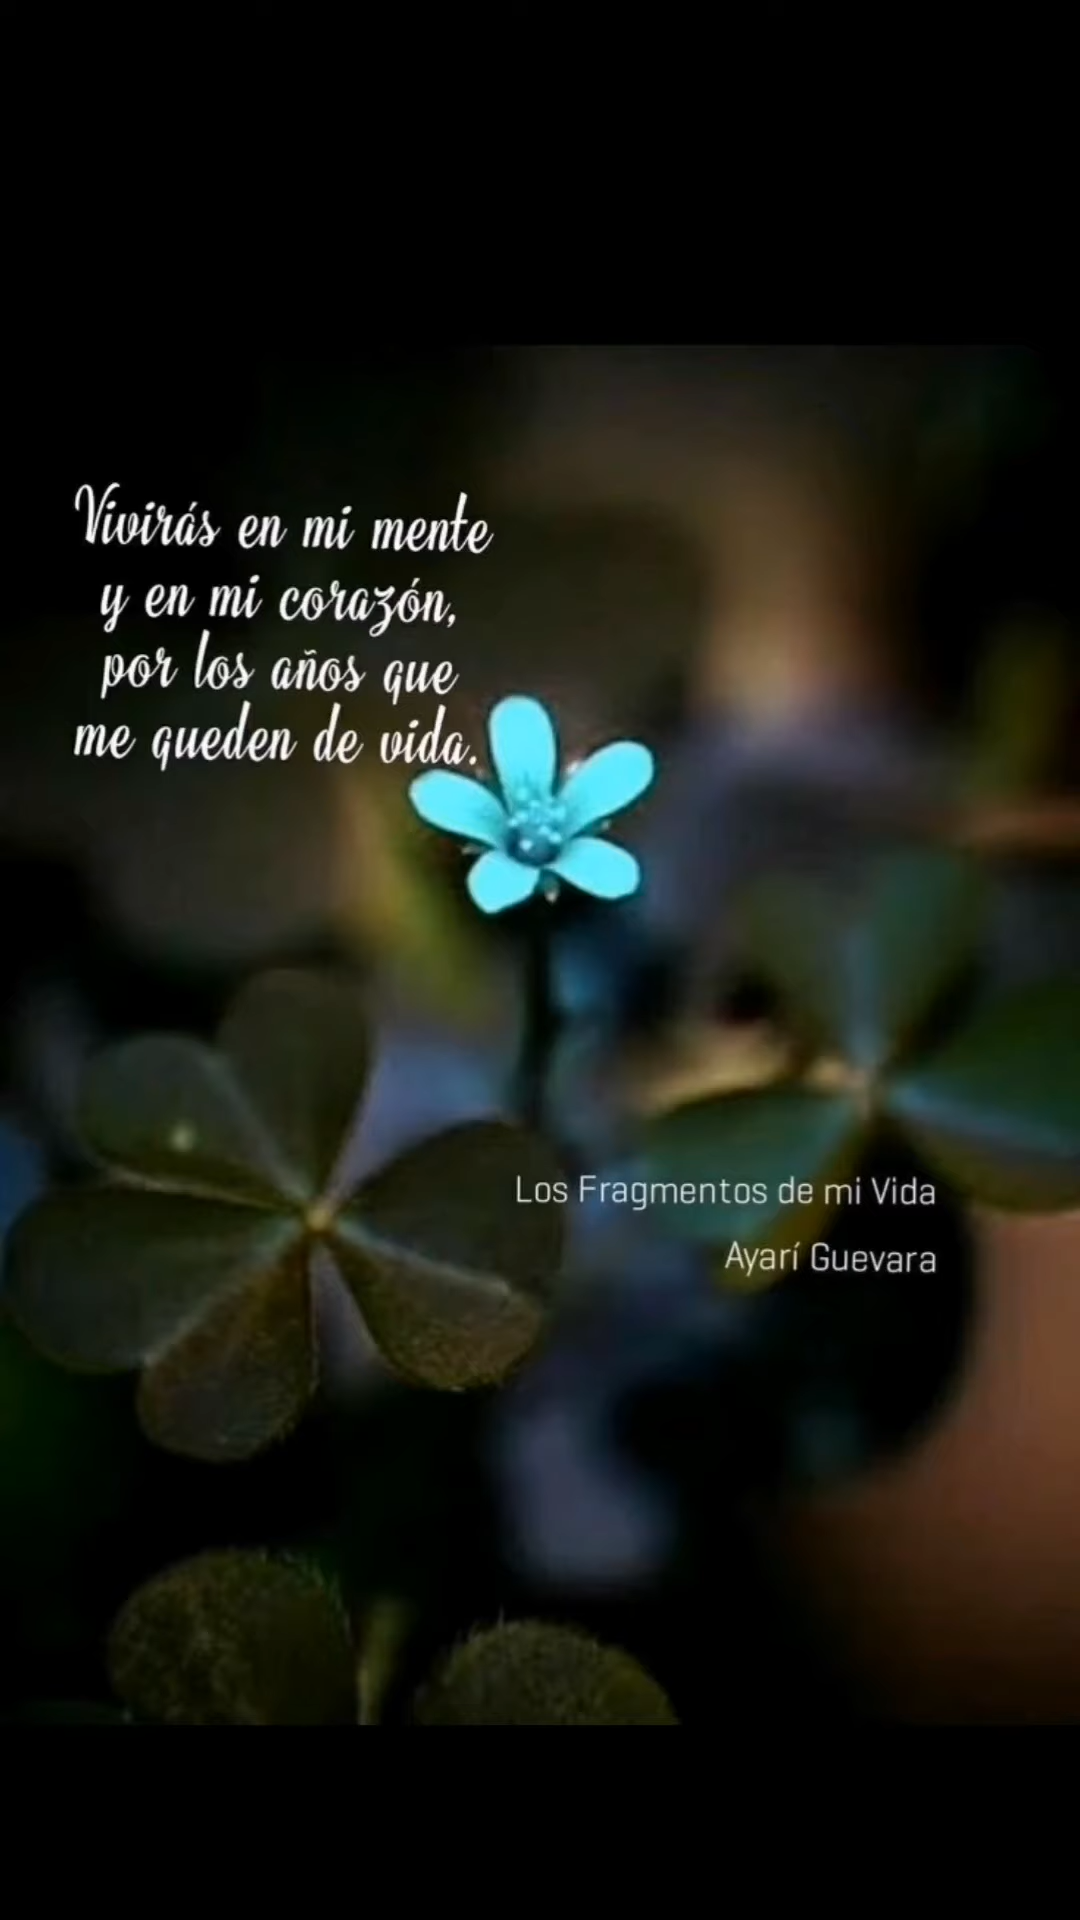 Vivirás en mi mente
y en mi corazón,
por los años que
me queden de vida.
Los Fragmentos de mi Vida
Ayarí Guevara